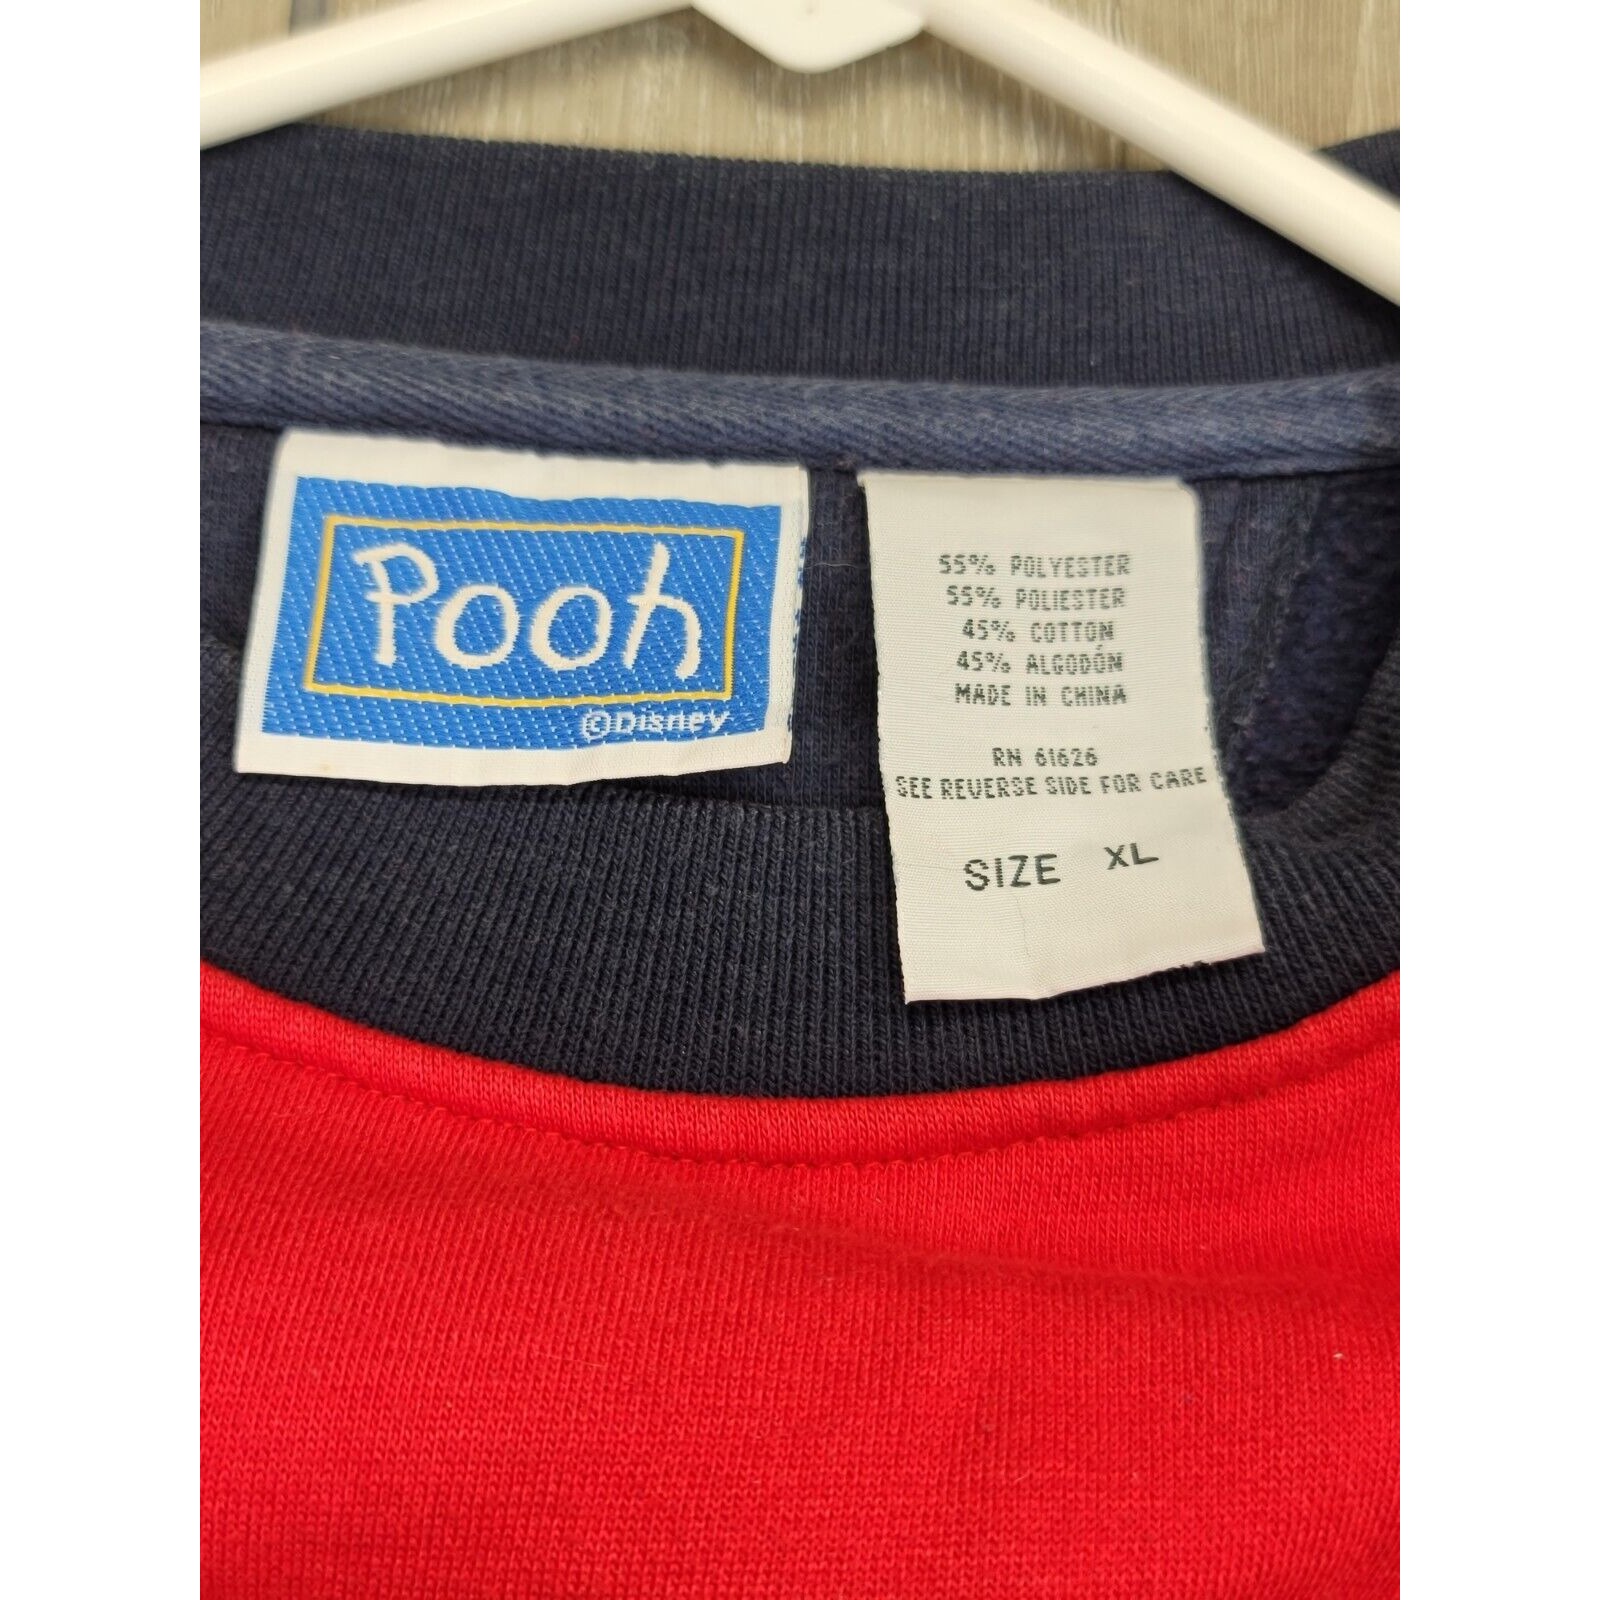 Pooh
©Disney
55% POLYESTER
55% POLIESTER
45% COTTON
45% ALGODÓN
MADE IN CHINA
RN 61626
SEE REVERSE SIDE FOR CARE
SIZE XL